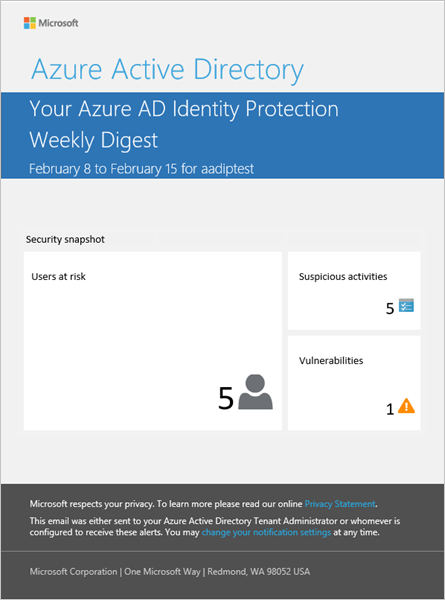 Microsoft
Azure Active Directory
Your Azure AD Identity Protection
Weekly Digest
February 8 to February 15 for aadiptest
Security snapshot
Users at risk
5
Suspicious activities
5
Vulnerabilities
1
Microsoft respects your privacy. To learn more please read our online Privacy Statement.
This email was either sent to your Azure Active Directory Tenant Administrator or whomever is
configured to receive these alerts. You may change your notification settings at any time.
Microsoft Corporation | One Microsoft Way | Redmond, WA 98052 USA